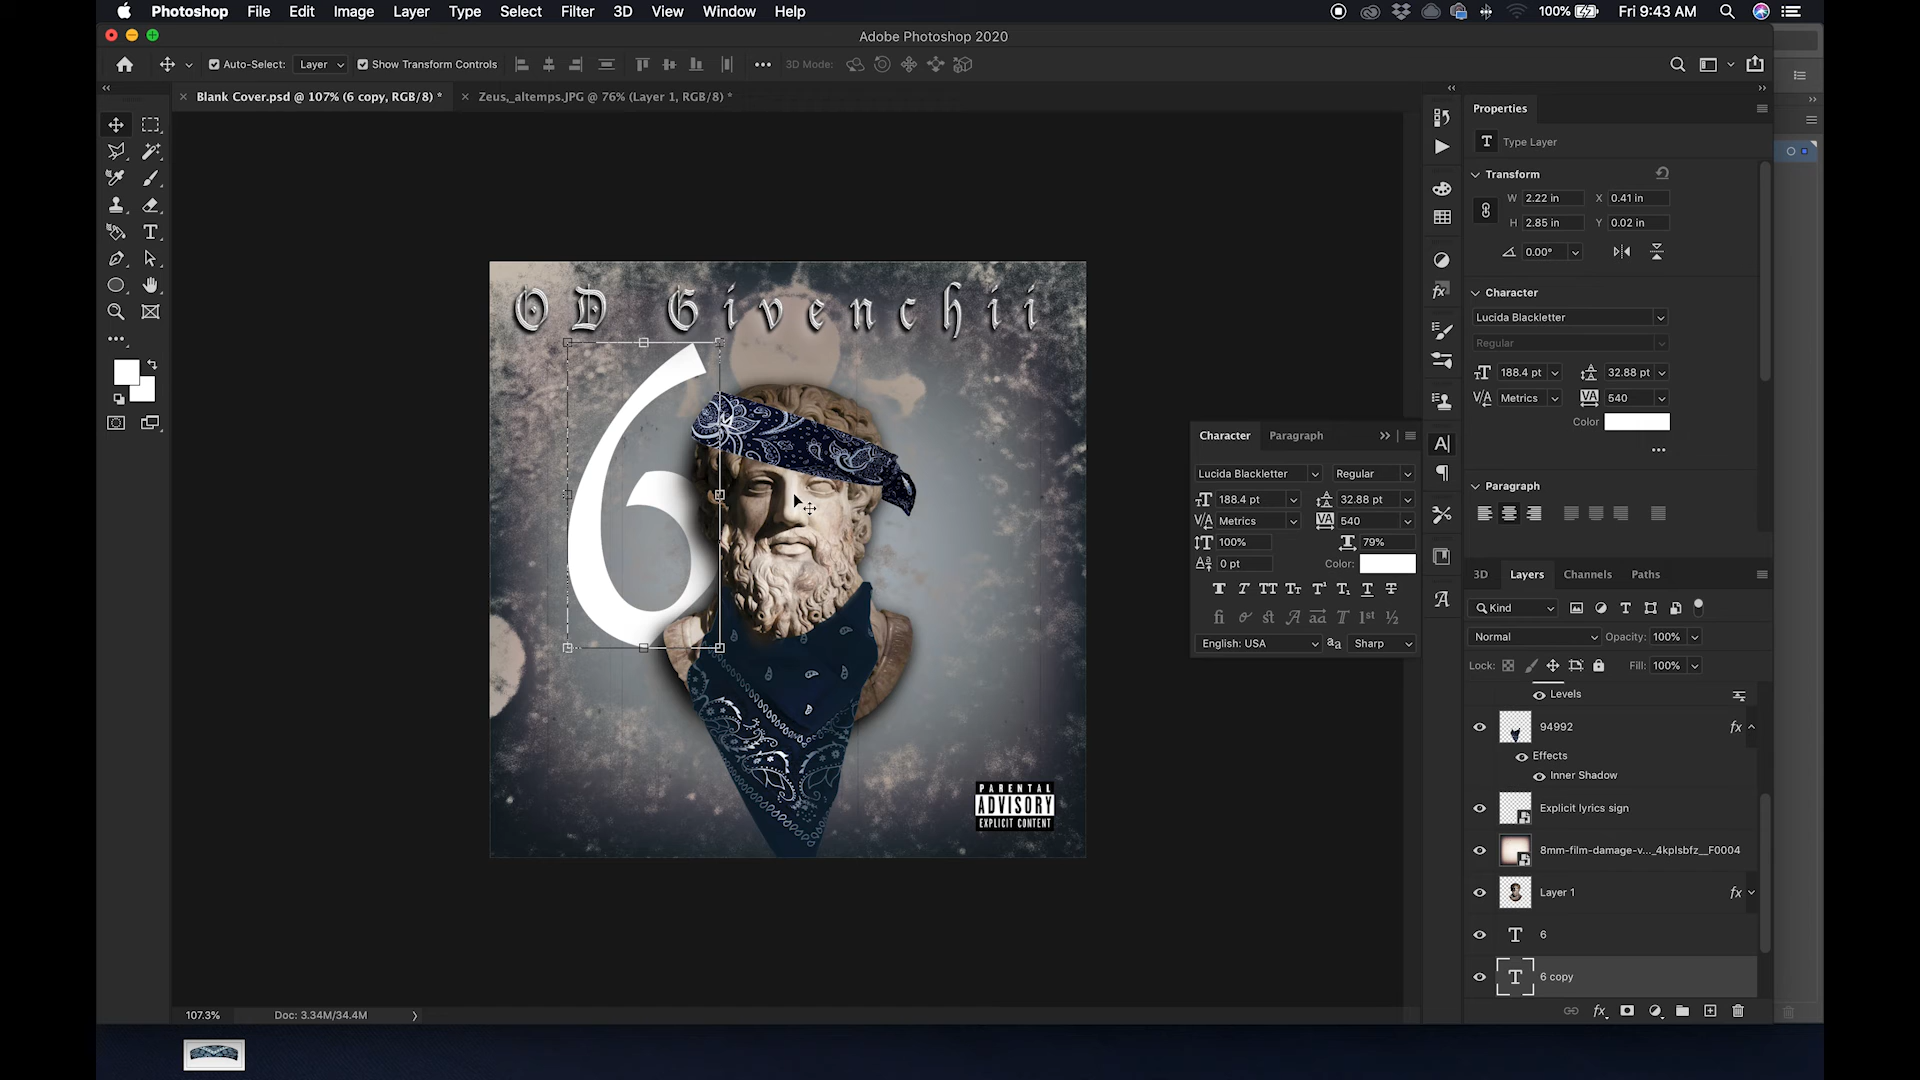 Photoshop File Edit Image Layer Type Select Filter 3D View Window Help 100% Fri 9:43 AM
Adobe Photoshop 2020
Auto-Select: Layer Show Transform Controls 3D Mode:
Blank Cover.psd @ 107% (6 copy, RGB/8) * Zeus,_altemps.JPG @ 76% (Layer 1, RGB/8) *
Properties
Type Layer
Transform
W 2.22 in X 0.41 in
H 2.85 in Y 0.02 in
0.00°
Character
Lucida Blackletter
Regular
188.4 pt 32.88 pt
Metrics 540
Color
Paragraph
OD Givenchii
6
PARENTAL
ADVISORY
EXPLICIT CONTENT
Character Paragraph
Lucida Blackletter Regular
188.4 pt 32.88 pt
Metrics 540
100% 79%
0 pt Color:
English: USA Sharp
3D Layers Channels Paths
Kind
Normal Opacity: 100%
Lock: Fill: 100%
Levels
94992 fx
Effects
Inner Shadow
Explicit lyrics sign
8mm-film-damage-v..._4kplsbfz__F0004
Layer 1 fx
T 6
T 6 copy
107.3% Doc: 3.34M/34.4M